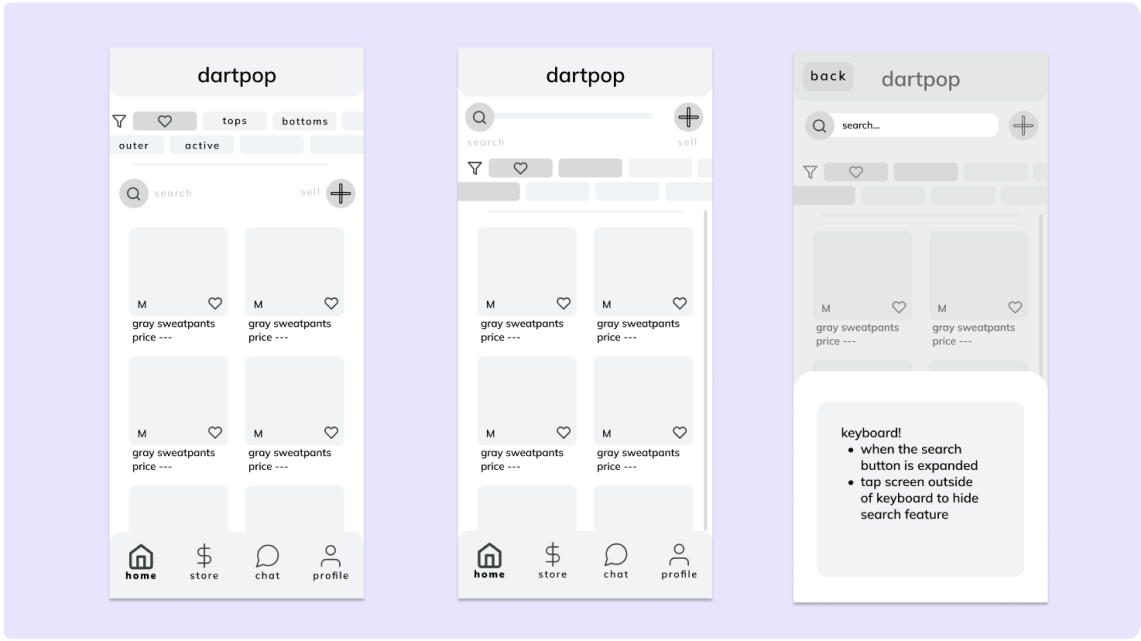 dartpop
tops
bottoms
outer
active
search
sell
M
M
gray sweatpants
price ---
gray sweatpants
price ---
M
M
gray sweatpants
price ---
gray sweatpants
price ---
home
store
chat
profile
dartpop
search
sell
M
M
gray sweatpants
price ---
gray sweatpants
price ---
M
M
gray sweatpants
price ---
gray sweatpants
price ---
home
store
chat
profile
back
dartpop
search...
M
M
gray sweatpants
price ---
gray sweatpants
price ---
keyboard!
• when the search
button is expanded
• tap screen outside
of keyboard to hide
search feature